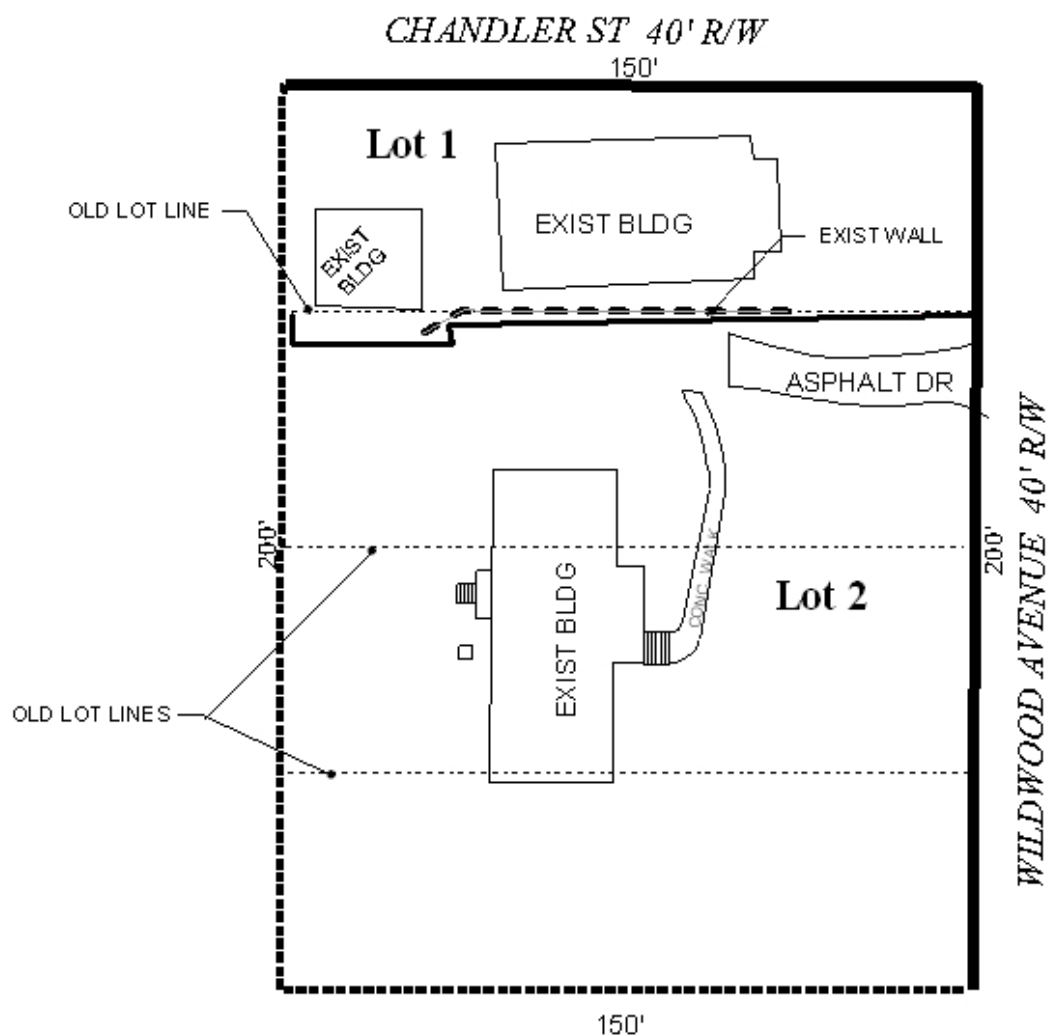 CHANDLER ST 40' R/W
150'
Lot 1
OLD LOT LINE
EXIST BLDG
EXIST WALL
EXIST
BLDG
ASPHALT DR
WILDWOOD AVENUE 40' R/W
200'
200'
CONC. WALK
Lot 2
EXIST BLDG
OLD LOT LINES
150'